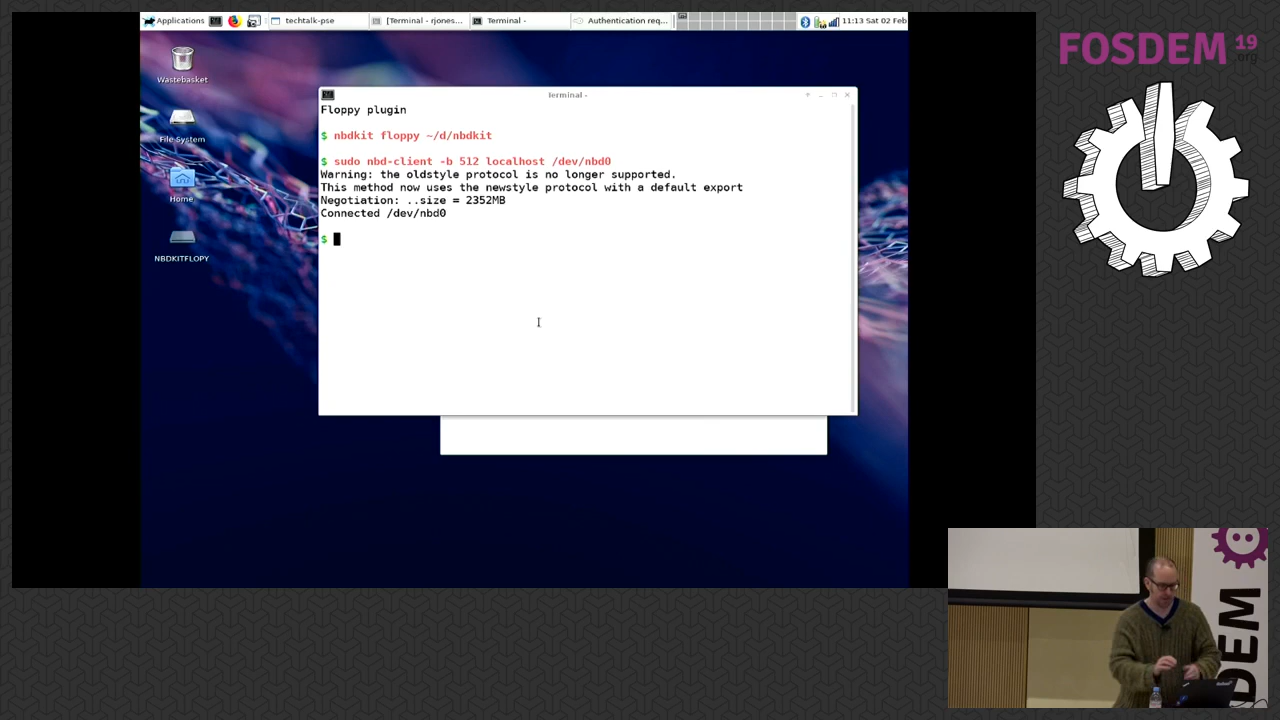 Applications
techtalk-pse
[Terminal - rjones...
Terminal -
Authentication req...
11:13 Sat 02 Feb
FOSDEM 19
.org
Wastebasket
File System
Home
NBDKITFLOPY
Terminal -
Floppy plugin
$ nbdkit floppy ~/d/nbdkit
$ sudo nbd-client -b 512 localhost /dev/nbd0
Warning: the oldstyle protocol is no longer supported.
This method now uses the newstyle protocol with a default export
Negotiation: ..size = 2352MB
Connected /dev/nbd0
$
DEM